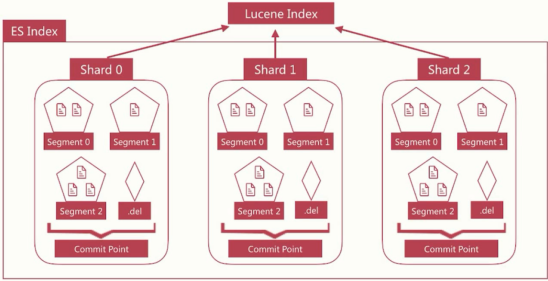 Lucene Index
ES Index
Shard 0
Shard 1
Shard 2
Segment 0
Segment 1
Segment 0
Segment 1
Segment 0
Segment 1
Segment 2
.del
Segment 2
.del
Segment 2
.del
Commit Point
Commit Point
Commit Point